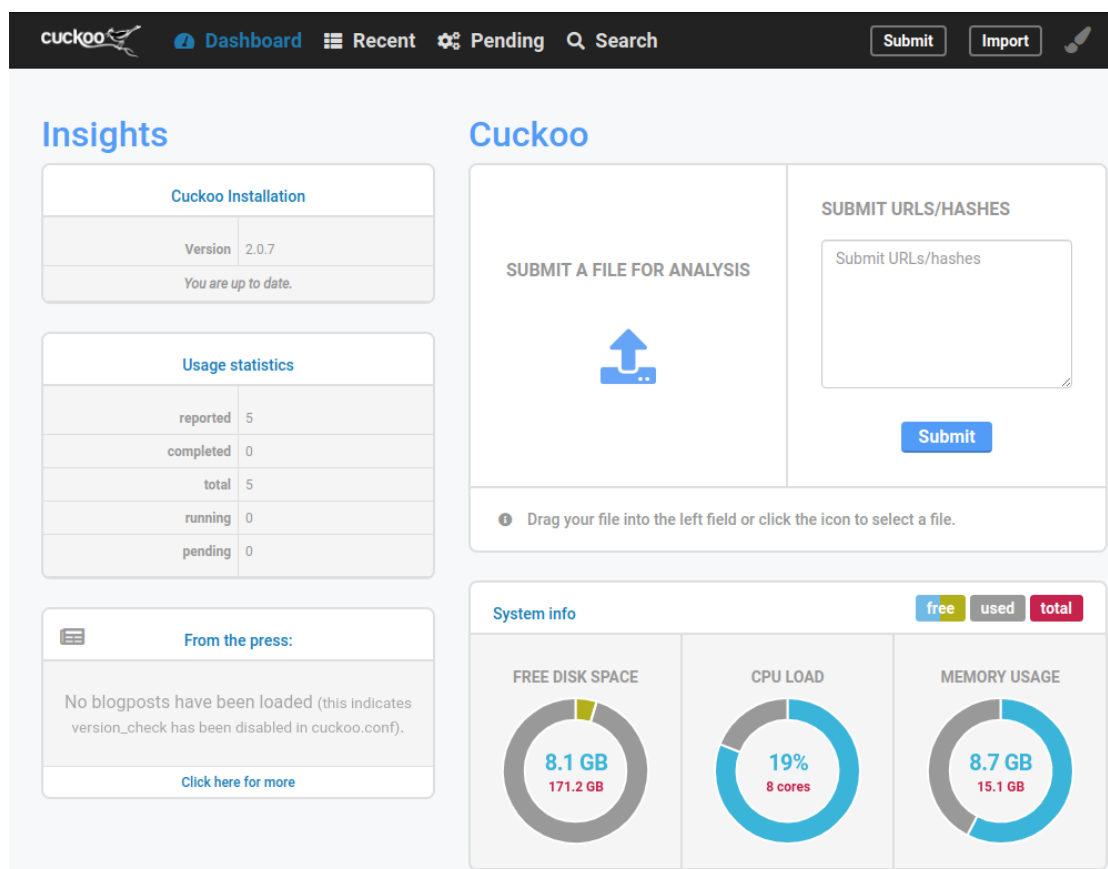 cuckoo Dashboard Recent Pending Search Submit Import
Insights
Cuckoo Installation
Version 2.0.7
You are up to date.
Usage statistics
reported 5
completed 0
total 5
running 0
pending 0
From the press:
No blogposts have been loaded (this indicates
version_check has been disabled in cuckoo.conf).
Click here for more
Cuckoo
SUBMIT A FILE FOR ANALYSIS
SUBMIT URLS/HASHES
Submit URLs/hashes
Submit
Drag your file into the left field or click the icon to select a file.
System info
free used total
FREE DISK SPACE
8.1 GB
171.2 GB
CPU LOAD
19%
8 cores
MEMORY USAGE
8.7 GB
15.1 GB